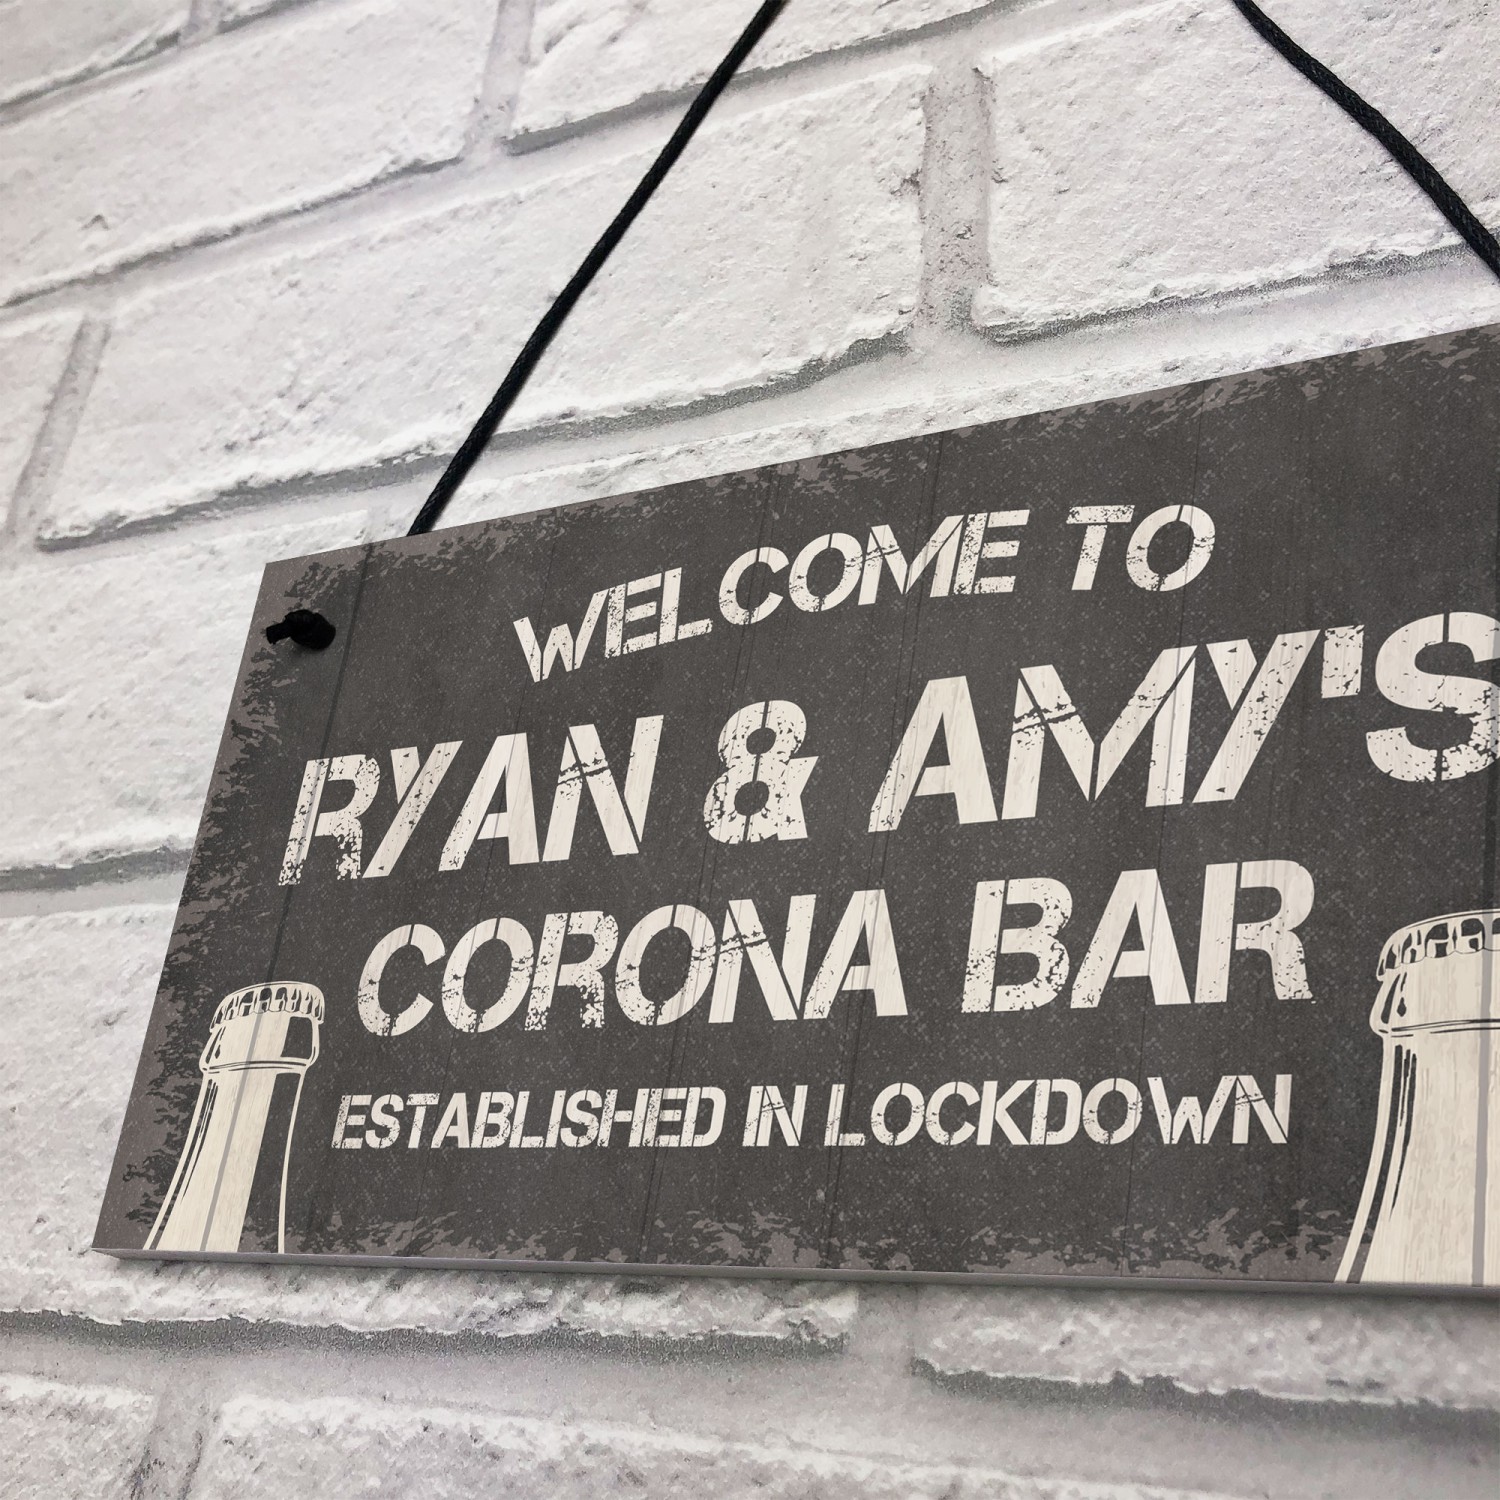 WELCOME TO
RYAN & AMY'S
CORONA BAR
ESTABLISHED IN LOCKDOWN